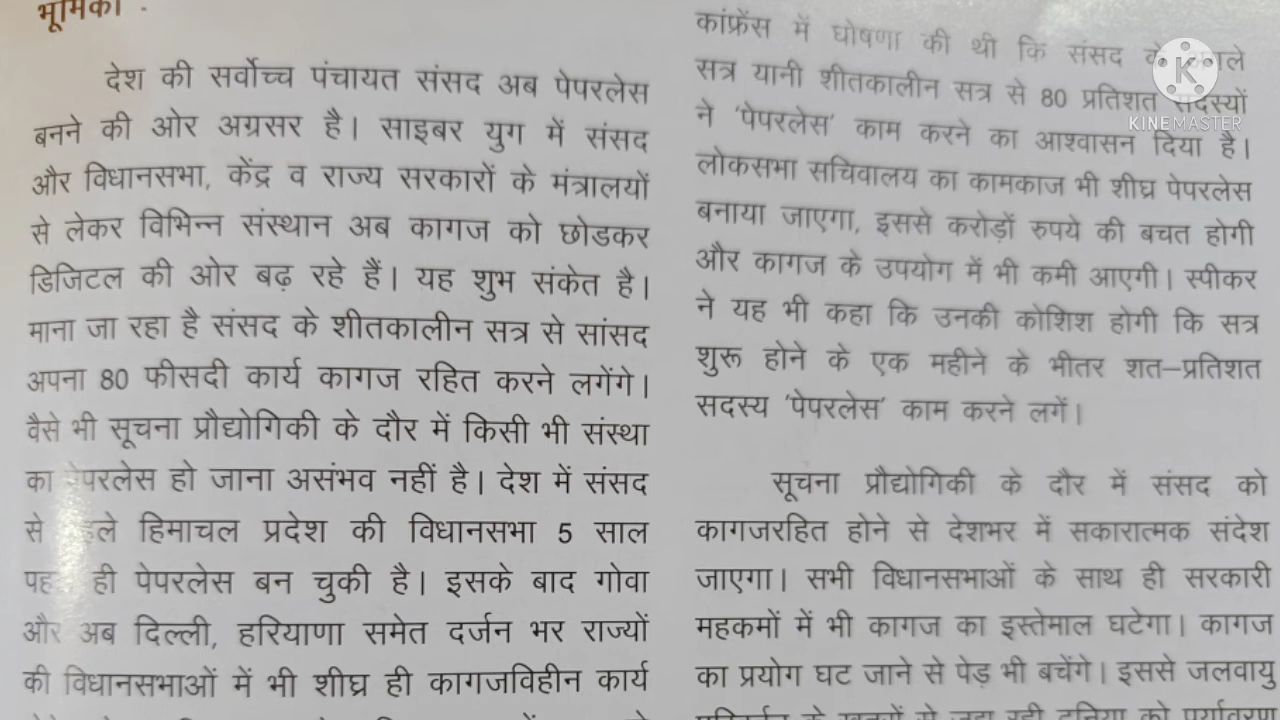 भूमिका :
देश की सर्वोच्च पंचायत संसद अब पेपरलेस
बनने की ओर अग्रसर है। साइबर युग में संसद
और विधानसभा, केंद्र व राज्य सरकारों के मंत्रालयों
से लेकर विभिन्न संस्थान अब कागज को छोडकर
डिजिटल की ओर बढ़ रहे हैं। यह शुभ संकेत है।
माना जा रहा है संसद के शीतकालीन सत्र से सांसद
अपना 80 फीसदी कार्य कागज रहित करने लगेंगे।
वैसे भी सूचना प्रौद्योगिकी के दौर में किसी भी संस्था
का पेपरलेस हो जाना असंभव नहीं है। देश में संसद
से पहले हिमाचल प्रदेश की विधानसभा 5 साल
पहले ही पेपरलेस बन चुकी है। इसके बाद गोवा
और अब दिल्ली, हरियाणा समेत दर्जन भर राज्यों
की विधानसभाओं में भी शीघ्र ही कागजविहीन कार्य
कांफ्रेंस में घोषणा की थी कि संसद के अगले
सत्र यानी शीतकालीन सत्र से 80 प्रतिशत सदस्यों
ने 'पेपरलेस' काम करने का आश्वासन दिया है।
लोकसभा सचिवालय का कामकाज भी शीघ्र पेपरलेस
बनाया जाएगा, इससे करोड़ों रुपये की बचत होगी
और कागज के उपयोग में भी कमी आएगी। स्पीकर
ने यह भी कहा कि उनकी कोशिश होगी कि सत्र
शुरू होने के एक महीने के भीतर शत–प्रतिशत
सदस्य 'पेपरलेस' काम करने लगें।
सूचना प्रौद्योगिकी के दौर में संसद को
कागजरहित होने से देशभर में सकारात्मक संदेश
जाएगा। सभी विधानसभाओं के साथ ही सरकारी
महकमों में भी कागज का इस्तेमाल घटेगा। कागज
का प्रयोग घट जाने से पेड़ भी बचेंगे। इससे जलवायु
K
KINEMASTER